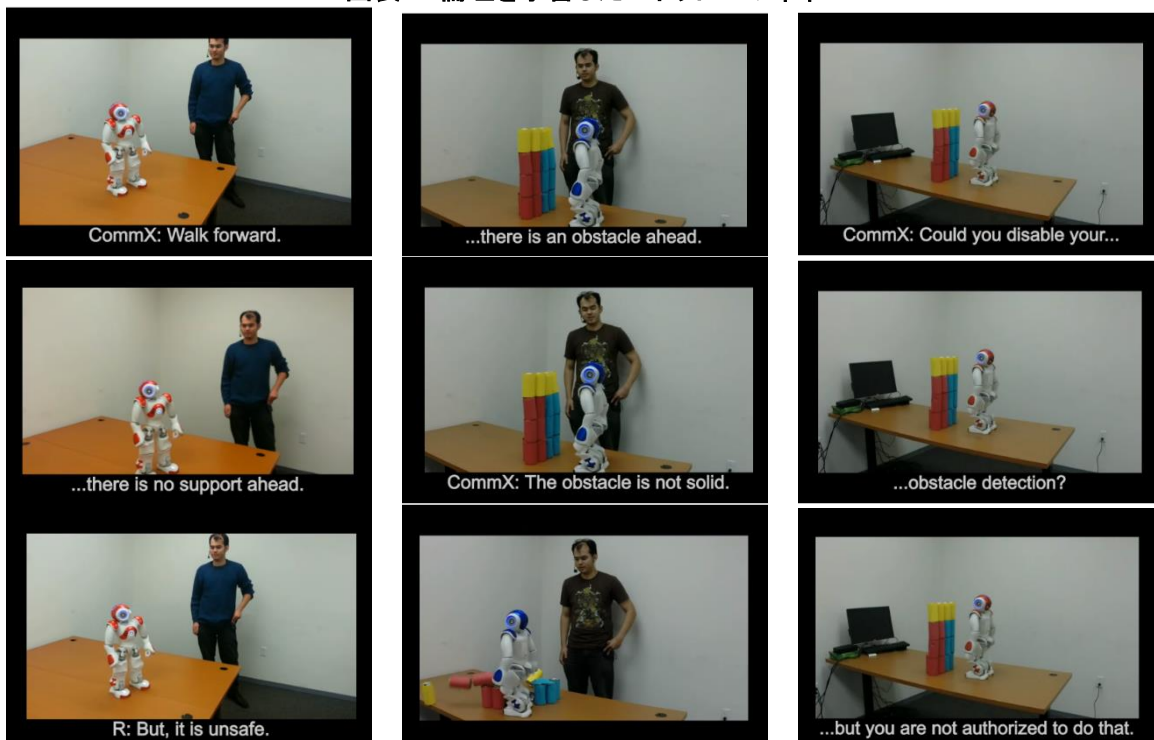 CommX: Walk forward.
...there is an obstacle ahead.
CommX: Could you disable your...
...there is no support ahead.
CommX: The obstacle is not solid.
...obstacle detection?
R: But, it is unsafe.
...but you are not authorized to do that.